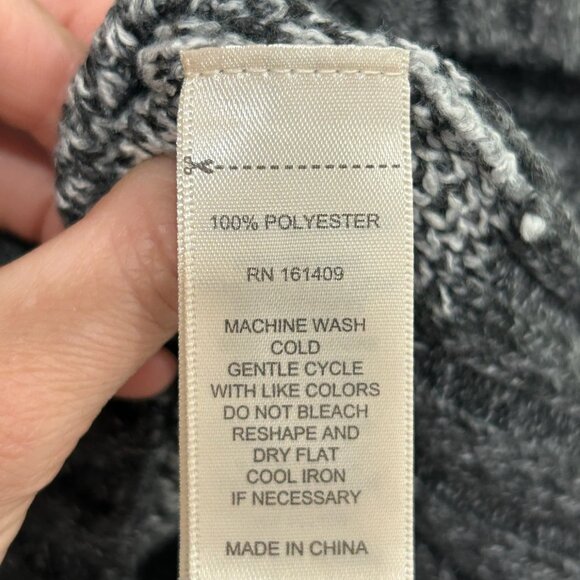 100% POLYESTER
RN 161409
MACHINE WASH
COLD
GENTLE CYCLE
WITH LIKE COLORS
DO NOT BLEACH
RESHAPE AND
DRY FLAT
COOL IRON
IF NECESSARY
MADE IN CHINA